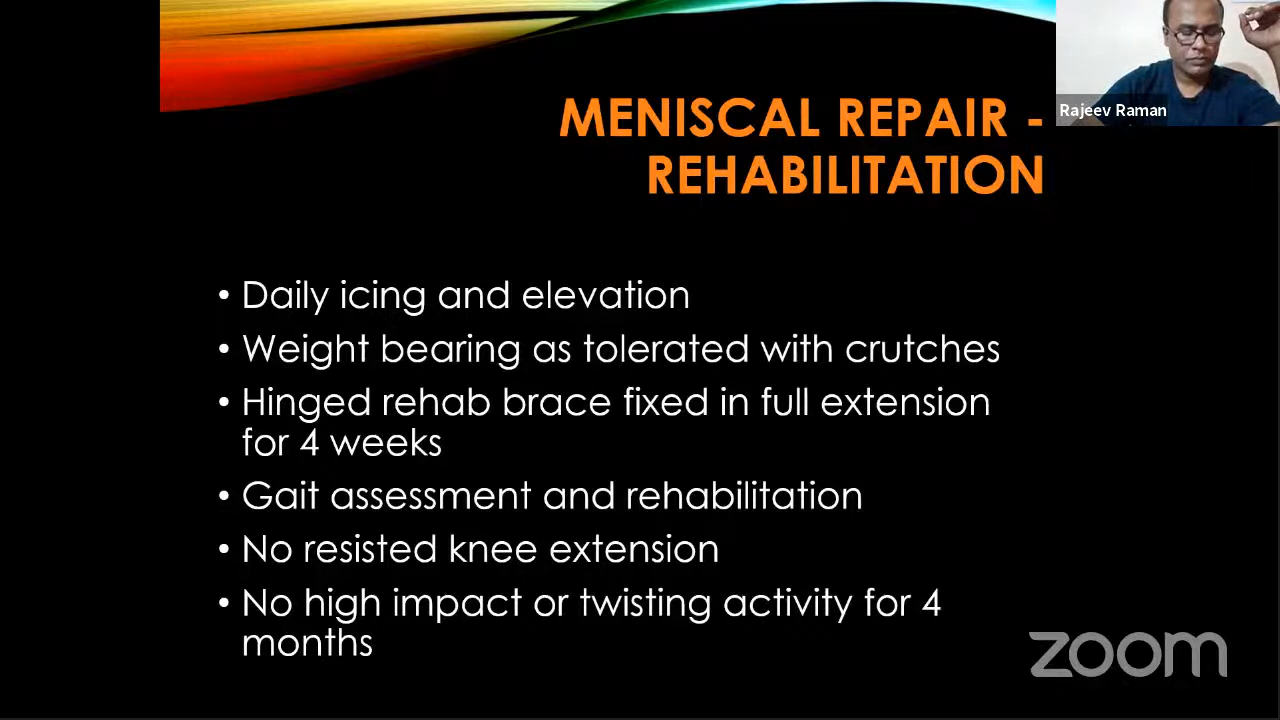 Rajeev Raman
MENISCAL REPAIR -
REHABILITATION
• Daily icing and elevation
• Weight bearing as tolerated with crutches
• Hinged rehab brace fixed in full extension
for 4 weeks
• Gait assessment and rehabilitation
• No resisted knee extension
• No high impact or twisting activity for 4
months
zoom